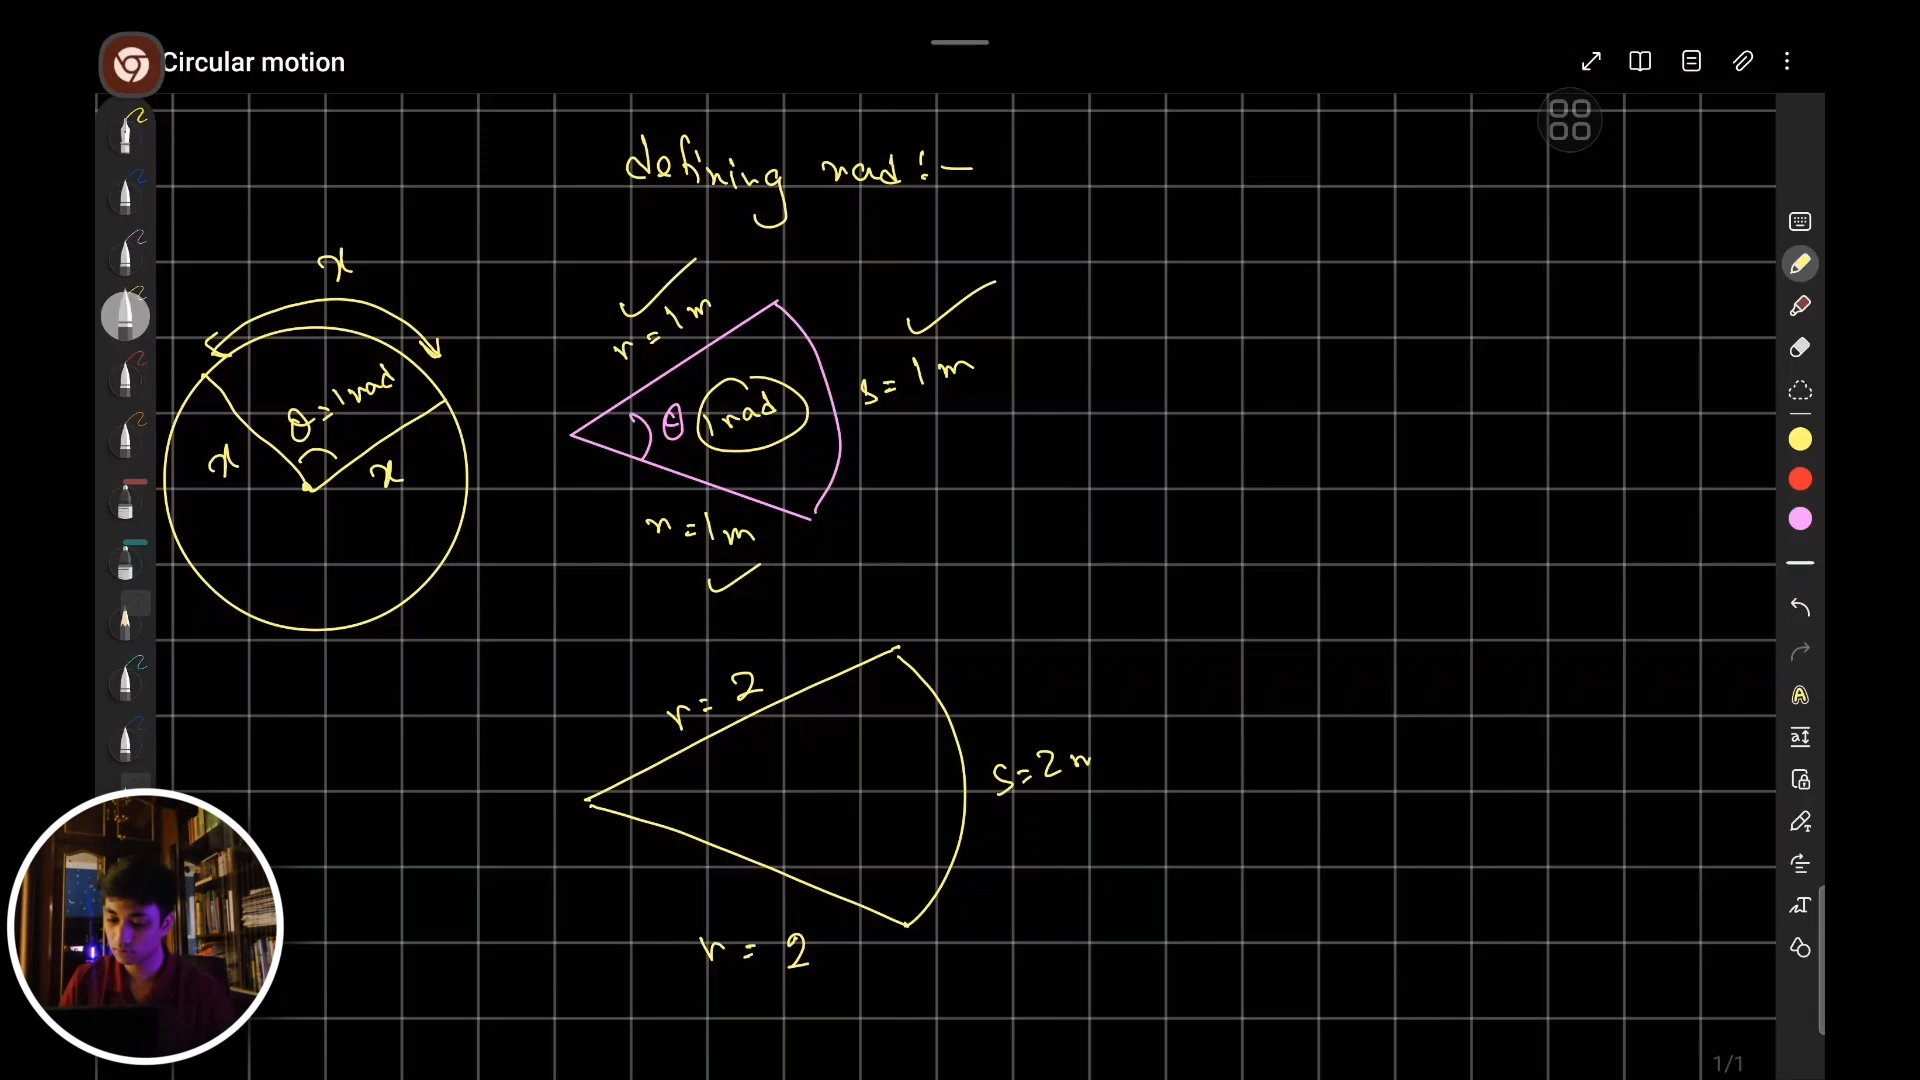 Circular motion
defining rad :-
x
r = 1 m
s = 1 m
θ = 1 rad
θ 1 rad
x
x
r = 1 m
r = 2
s = 2 m
r = 2
1/1